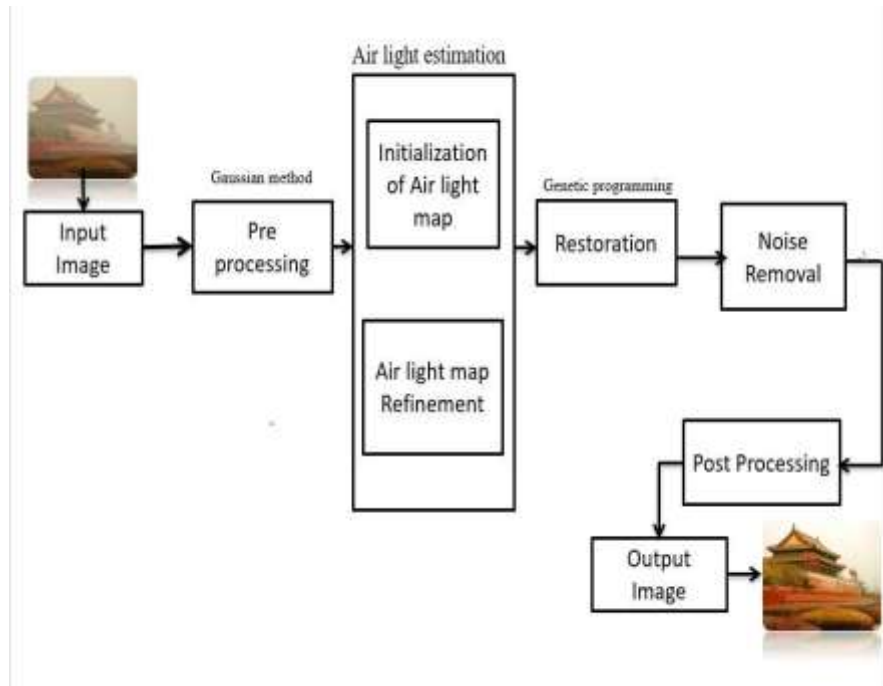 Air light estimation
Gaussian method
Input
Image
Pre
processing
Initialization
of Air light
map
Air light map
Refinement
Genetic programming
Restoration
Noise
Removal
Post Processing
Output
Image